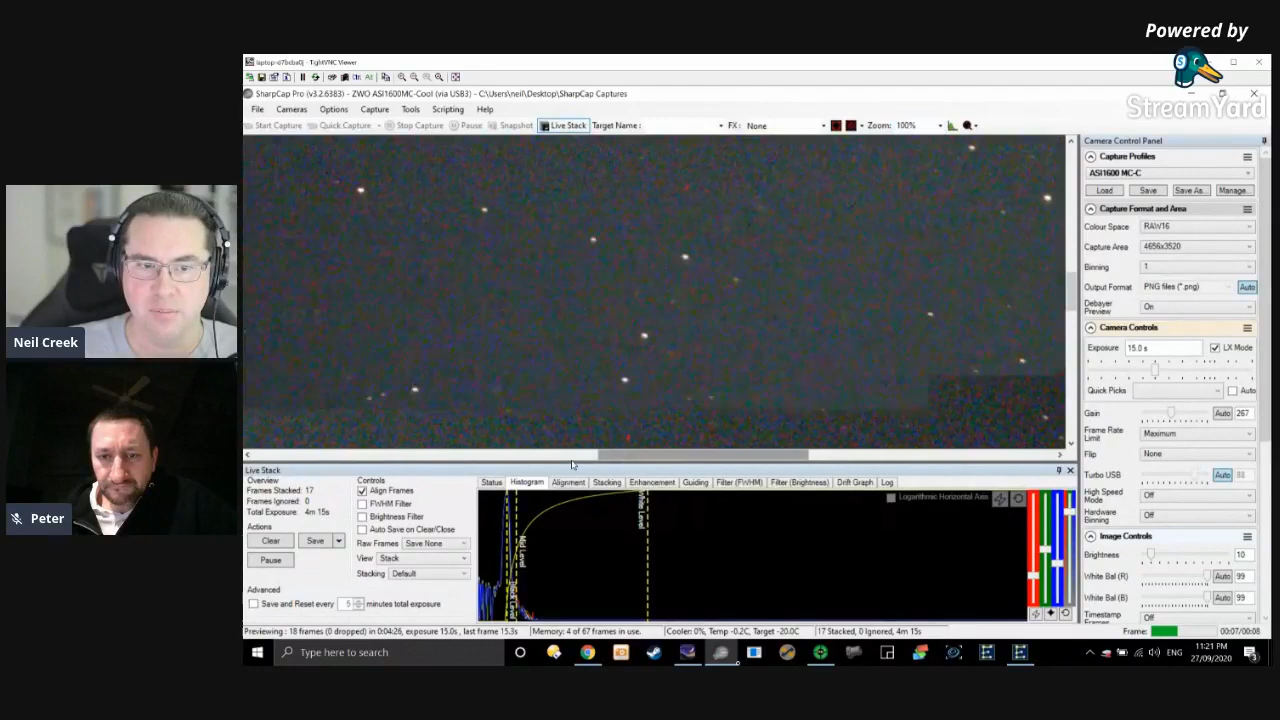 Powered by
StreamYard
laptop-d7bcba0j - TightVNC Viewer
SharpCap Pro (v3.2.6383) - ZWO ASI1600MC-Cool (via USB3) - C:\Users\neil\Desktop\SharpCap Captures
File Cameras Options Capture Tools Scripting Help
Start Capture Quick Capture Stop Capture Pause Snapshot Live Stack Target Name : FX: None Zoom: 100%
Camera Control Panel
Capture Profiles
ASI1600 MC-C
Load Save Save As... Manage...
Capture Format and Area
Colour Space RAW16
Capture Area 4656x3520
Binning 1
Output Format PNG files (*.png) Auto
Debayer Preview On
Camera Controls
Exposure 15.0 s LX Mode
Quick Picks Auto
Gain Auto 267
Frame Rate Limit Maximum
Flip None
Turbo USB Auto
High Speed Mode Off
Hardware Binning Off
Image Controls
Brightness 10
White Bal (R) Auto 99
White Bal (B) Auto 99
Timestamp Frames Off
Neil Creek
Peter
Live Stack
Overview
Frames Stacked: 17
Frames Ignored: 0
Total Exposure: 4m 15s
Actions
Clear Save
Pause
Controls
Align Frames
FWHM Filter
Brightness Filter
Auto Save on Clear/Close
Raw Frames Save None
View Stack
Stacking Default
Advanced
Save and Reset every 5 minutes total exposure
Status Histogram Alignment Stacking Enhancement Guiding Filter (FWHM) Filter (Brightness) Drift Graph Log
Logarithmic Horizontal Axis
Mid Level
White Level
Previewing : 18 frames (0 dropped) in 0:04:26, exposure 15.0s, last frame 15.3s Memory: 4 of 67 frames in use. Cooler: 0%, Temp -0.2C, Target -20.0C 17 Stacked, 0 Ignored, 4m 15s Frame: 00:07/00:08
Type here to search
ENG
11:21 PM
27/09/2020
3